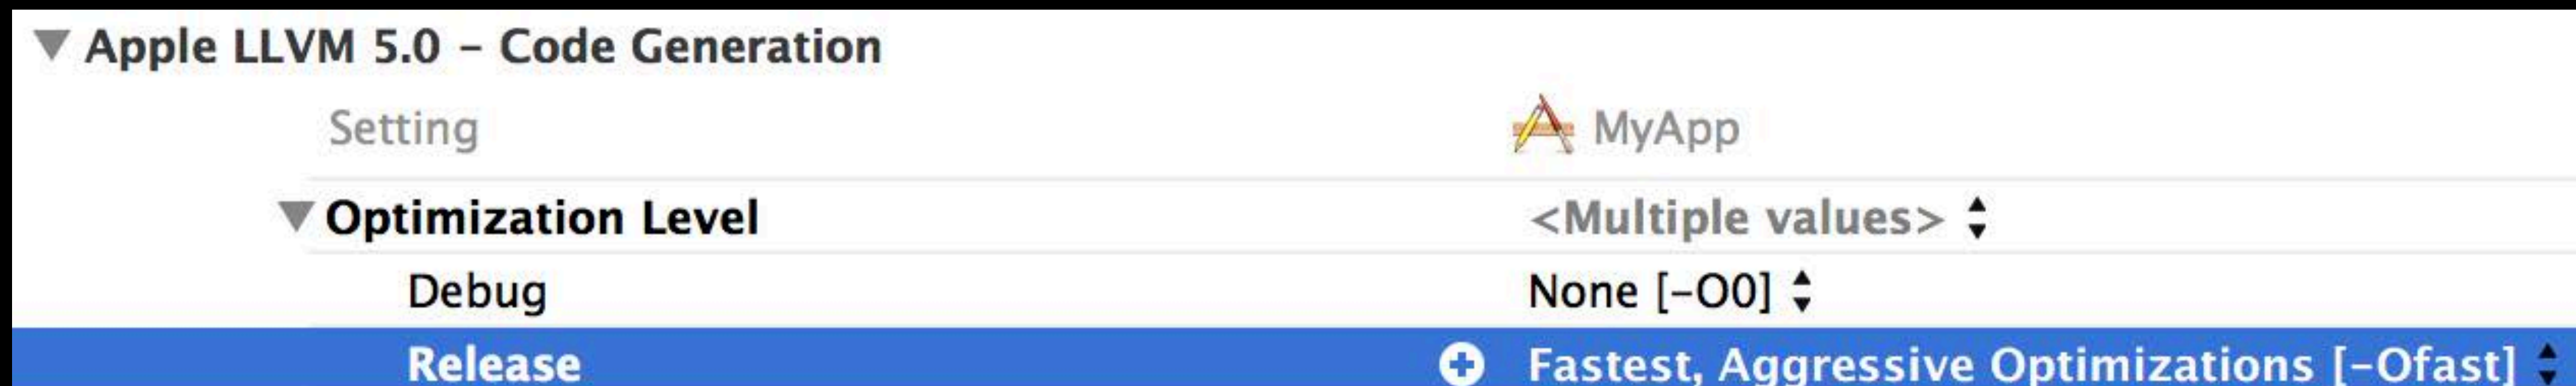 Apple LLVM 5.0 – Code Generation
Setting MyApp
Optimization Level <Multiple values>
Debug None [–O0]
Release Fastest, Aggressive Optimizations [–Ofast]